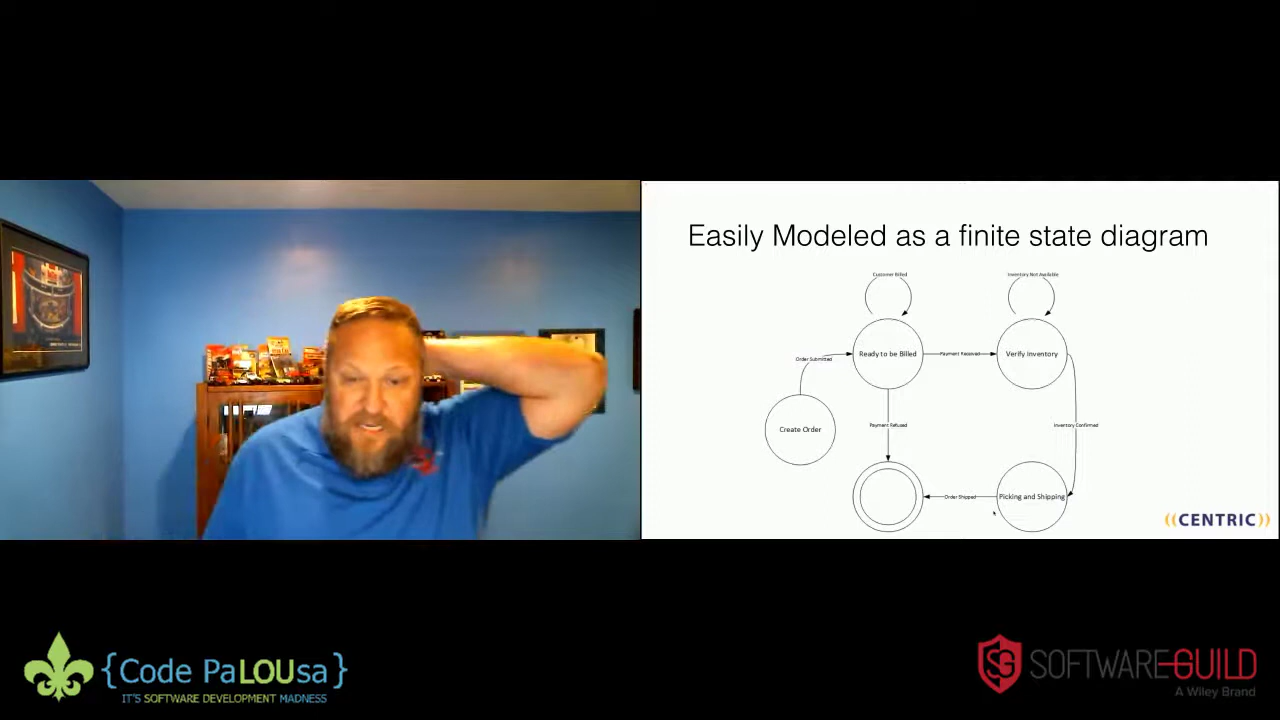 Easily Modeled as a finite state diagram
Customer Billed
Inventory Not Available
Ready to be Billed
Payment Received
Verify Inventory
Order Submitted
Create Order
Payment Refused
Inventory Confirmed
Order Shipped
Picking and Shipping
((CENTRIC))
{Code PaLOUsa}
IT'S SOFTWARE DEVELOPMENT MADNESS
SG SOFTWARE GUILD
A Wiley Brand